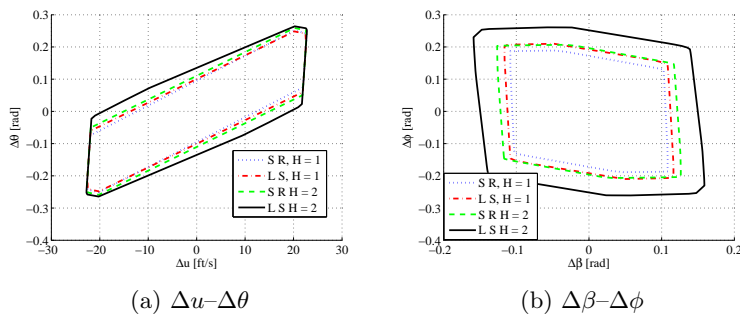 0.3
0.2
0.1
0
−0.1
−0.2
−0.3
−0.4
−30 −20 −10 0 10 20 30
Δθ [rad]
Δu [ft/s]
S R, H = 1
L S, H = 1
S R H = 2
L S H = 2
(a) Δu–Δθ
0.3
0.2
0.1
0
−0.1
−0.2
−0.3
−0.4
−0.2 −0.1 0 0.1 0.2
Δϕ [rad]
Δβ [rad]
S R, H = 1
L S, H = 1
S R H = 2
L S H = 2
(b) Δβ–Δϕ